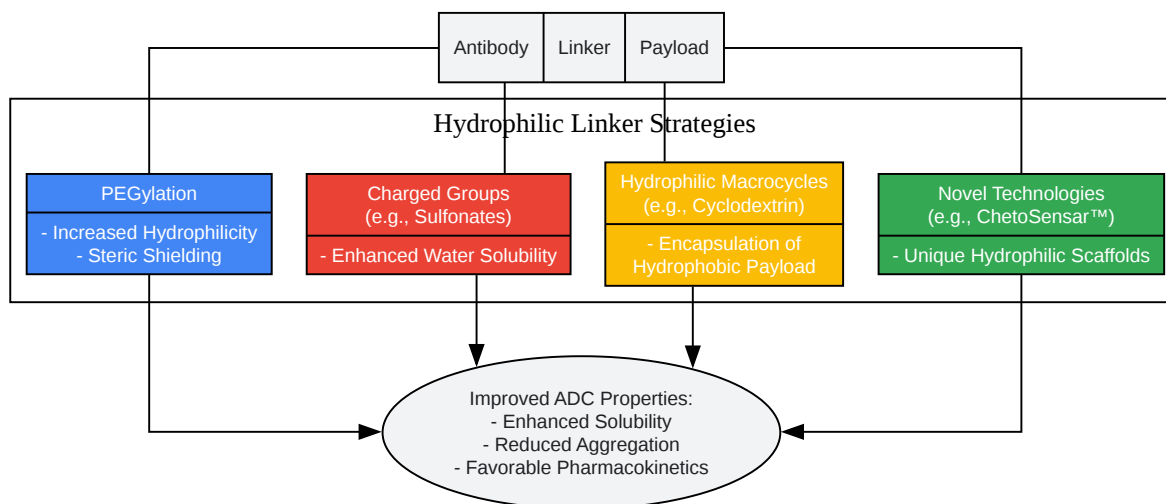 Antibody
Linker
Payload
Hydrophilic Linker Strategies
PEGylation
- Increased Hydrophilicity
- Steric Shielding
Charged Groups
(e.g., Sulfonates)
- Enhanced Water Solubility
Hydrophilic Macrocycles
(e.g., Cyclodextrin)
- Encapsulation of
Hydrophobic Payload
Novel Technologies
(e.g., ChetoSensar™)
- Unique Hydrophilic Scaffolds
Improved ADC Properties:
- Enhanced Solubility
- Reduced Aggregation
- Favorable Pharmacokinetics